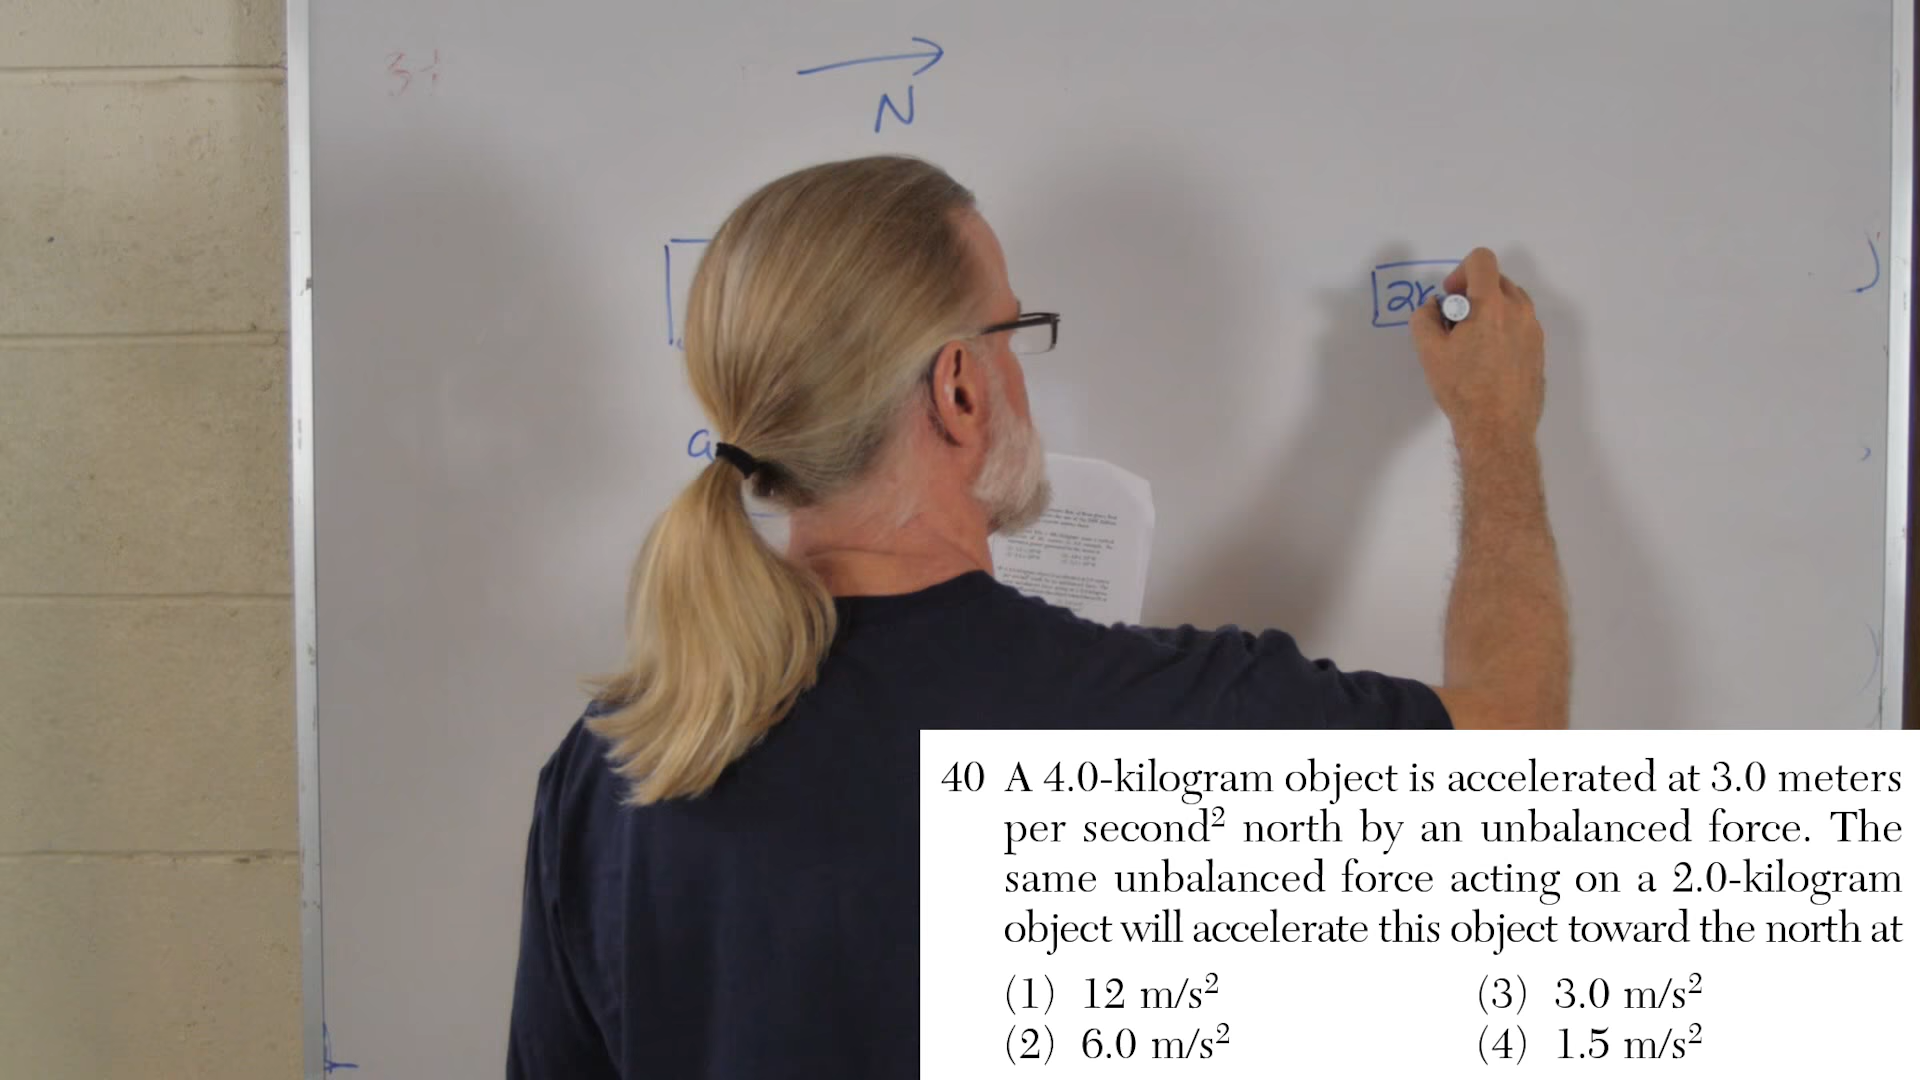 N
a
40 A 4.0-kilogram object is accelerated at 3.0 meters
per second² north by an unbalanced force. The
same unbalanced force acting on a 2.0-kilogram
object will accelerate this object toward the north at
(1) 12 m/s² (3) 3.0 m/s²
(2) 6.0 m/s² (4) 1.5 m/s²